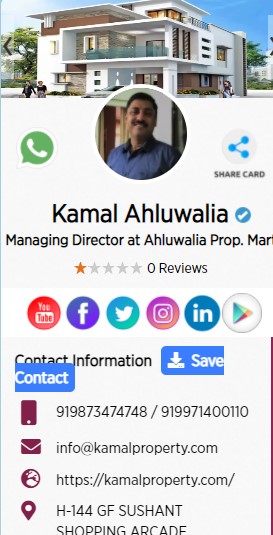 SHARE CARD
Kamal Ahluwalia
Managing Director at Ahluwalia Prop. Mart
0 Reviews
You
Tube
Contact Information Save
Contact
919873474748 / 919971400110
info@kamalproperty.com
https://kamalproperty.com/
H-144 GF SUSHANT
SHOPPING ARCADE